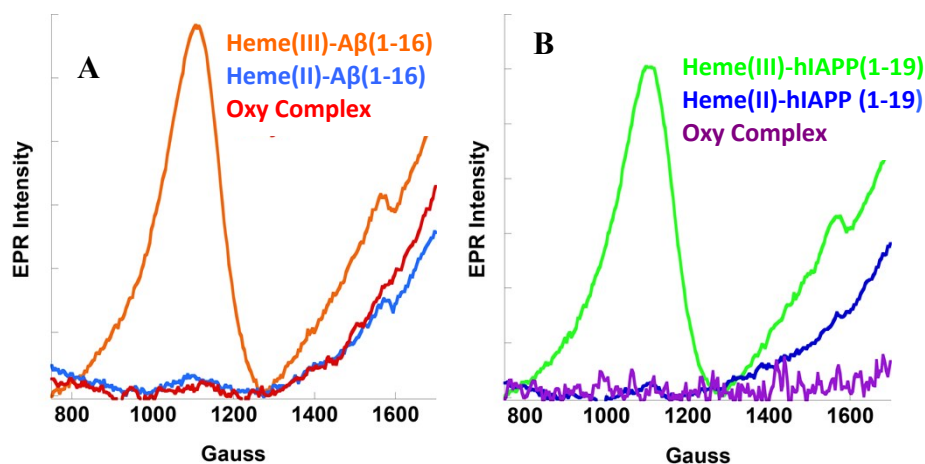 A
Heme(III)-Aβ(1-16)
Heme(II)-Aβ(1-16)
Oxy Complex
EPR Intensity
800 1000 1200 1400 1600
Gauss
B
Heme(III)-hIAPP(1-19)
Heme(II)-hIAPP (1-19)
Oxy Complex
EPR Intensity
800 1000 1200 1400 1600
Gauss